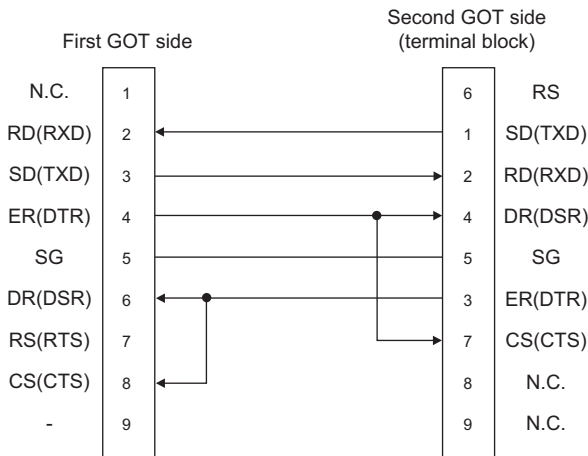 First GOT side
Second GOT side
(terminal block)
N.C. 1 6 RS
RD(RXD) 2 1 SD(TXD)
SD(TXD) 3 2 RD(RXD)
ER(DTR) 4 4 DR(DSR)
SG 5 5 SG
DR(DSR) 6 3 ER(DTR)
RS(RTS) 7 7 CS(CTS)
CS(CTS) 8 8 N.C.
- 9 9 N.C.